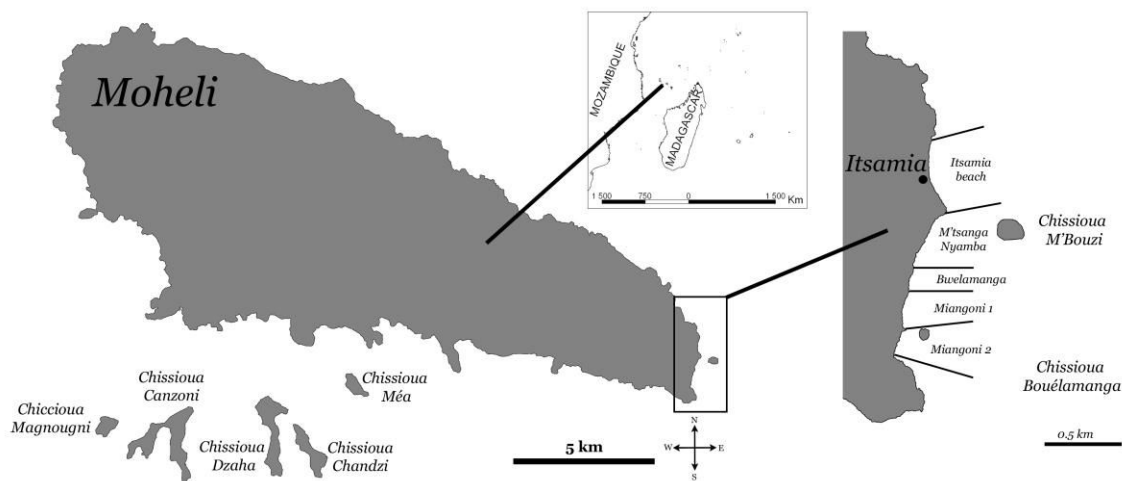 Moheli
MOZAMBIQUE
MADAGASCAR
1 500
750
0
1 500
Km
Itsamia
Itsamia
beach
M'tsanga
Nyamba
Bwelamanga
Miangoni 1
Miangoni 2
Chissioua
M'Bouzi
Chissioua
Bouélamanga
0.5 km
Chissioua
Méa
Chissioua
Canzoni
Chiccioua
Magnougni
Chissioua
Dzaha
Chissioua
Chandzi
5 km
N
W
E
S